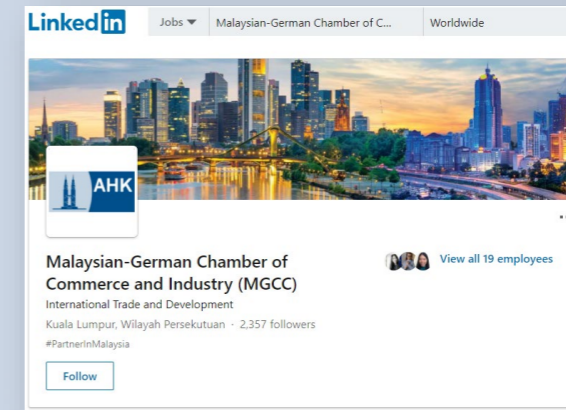 Linked in
Jobs ▼ Malaysian-German Chamber of C... Worldwide
AHK
Malaysian-German Chamber of
Commerce and Industry (MGCC)
View all 19 employees
International Trade and Development
Kuala Lumpur, Wilayah Persekutuan · 2,357 followers
#PartnerInMalaysia
Follow